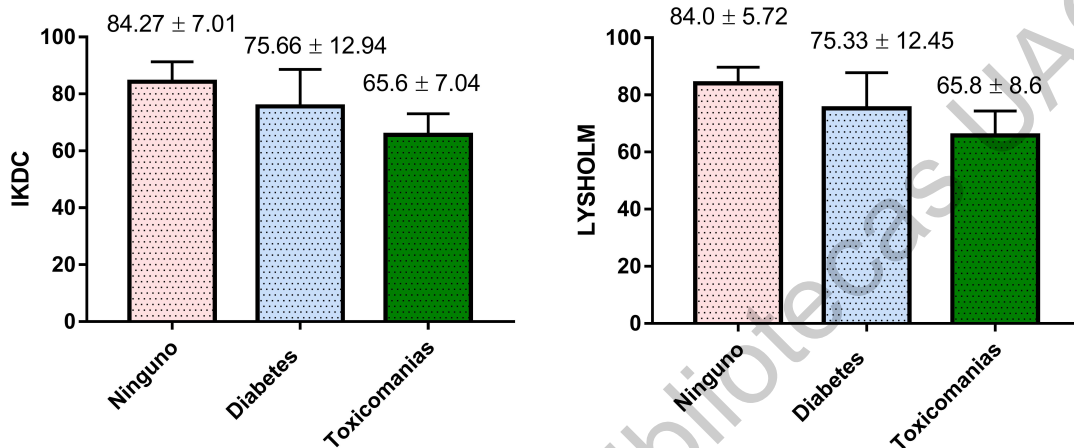 84.27 ± 7.01
75.66 ± 12.94
65.6 ± 7.04
100
80
60
40
20
0
IKDC
Ninguno
Diabetes
Toxicomanias
84.0 ± 5.72
75.33 ± 12.45
65.8 ± 8.6
100
80
60
40
20
0
LYSHOLM
Ninguno
Diabetes
Toxicomanias